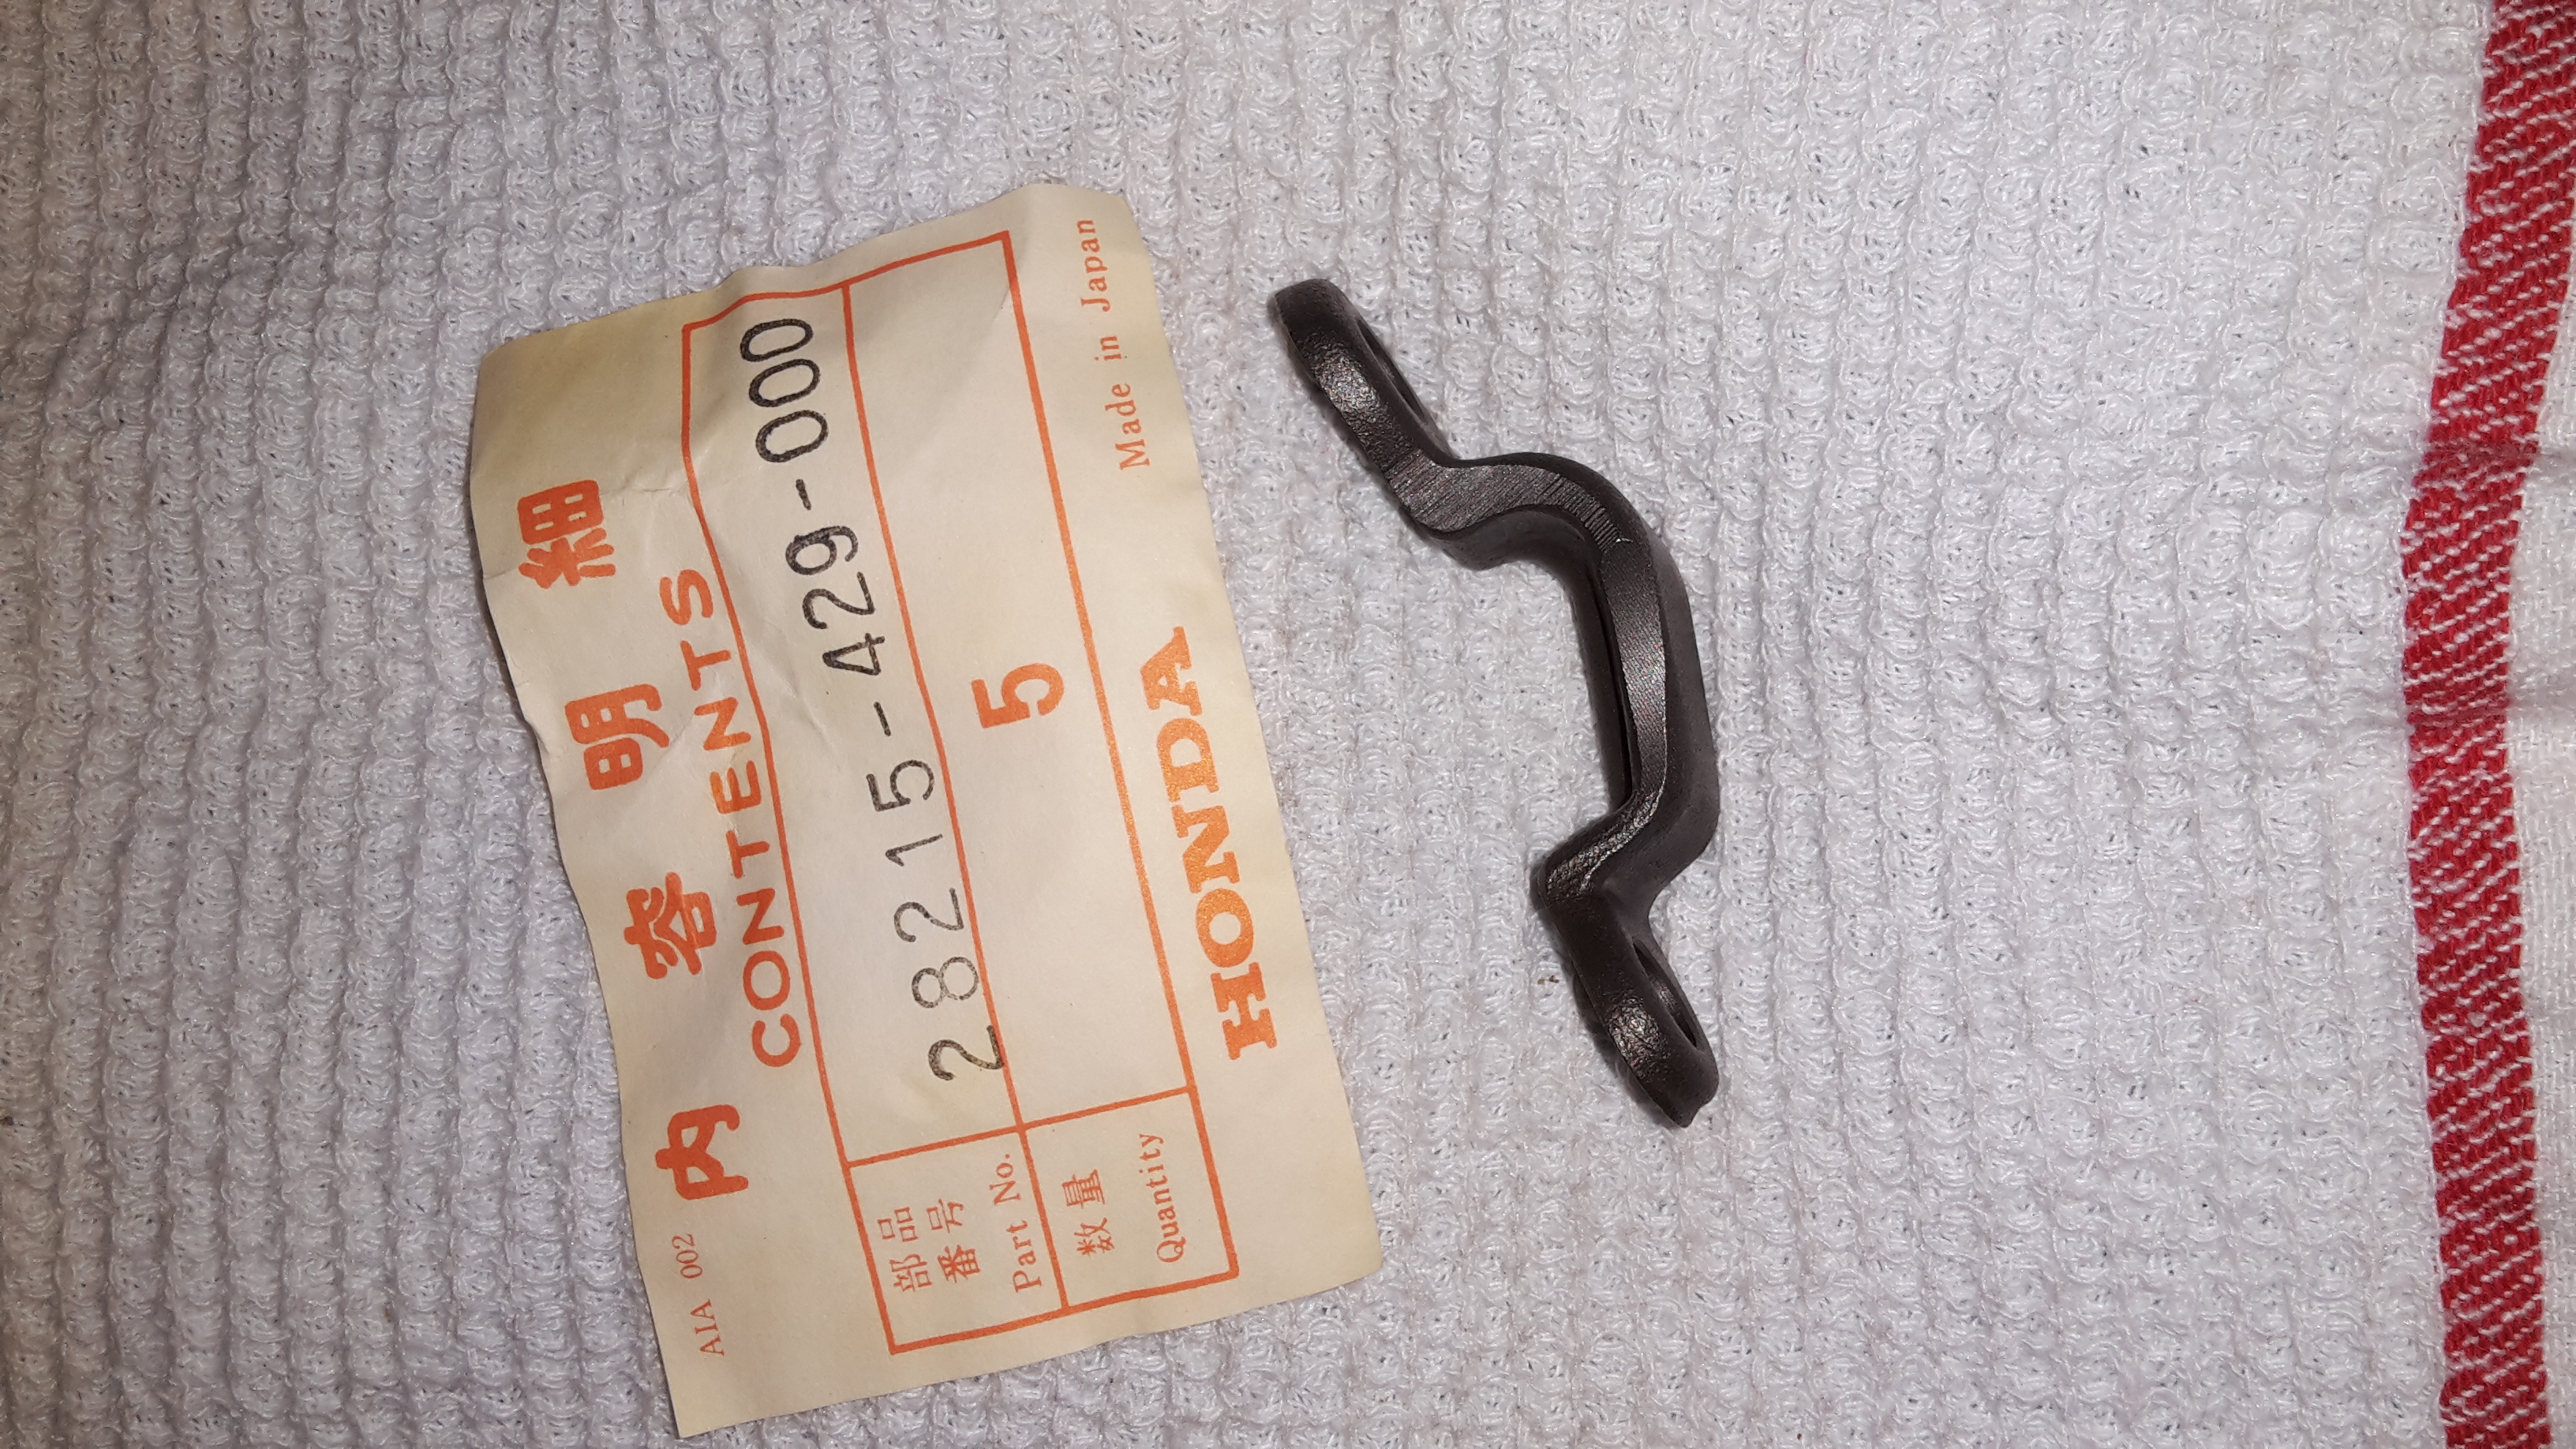 AIA 002
内容明細
CONTENTS
部品
番号
Part No.
28215-429-000
数量
Quantity
5
HONDA
Made in Japan